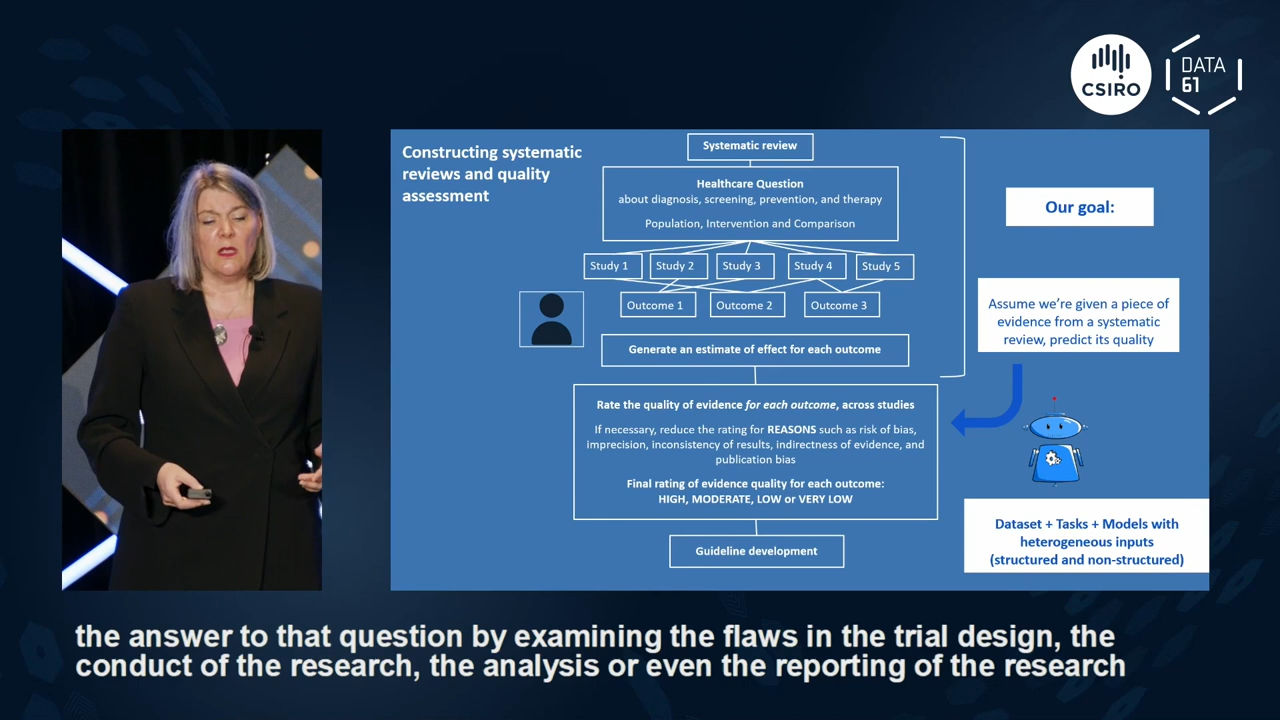 CSIRO
DATA
61
Constructing systematic
reviews and quality
assessment
Systematic review
Healthcare Question
about diagnosis, screening, prevention, and therapy
Population, Intervention and Comparison
Study 1
Study 2
Study 3
Study 4
Study 5
Outcome 1
Outcome 2
Outcome 3
Generate an estimate of effect for each outcome
Rate the quality of evidence for each outcome, across studies
If necessary, reduce the rating for REASONS such as risk of bias,
imprecision, inconsistency of results, indirectness of evidence, and
publication bias
Final rating of evidence quality for each outcome:
HIGH, MODERATE, LOW or VERY LOW
Guideline development
Our goal:
Assume we're given a piece of
evidence from a systematic
review, predict its quality
Dataset + Tasks + Models with
heterogeneous inputs
(structured and non-structured)
the answer to that question by examining the flaws in the trial design, the
conduct of the research, the analysis or even the reporting of the research